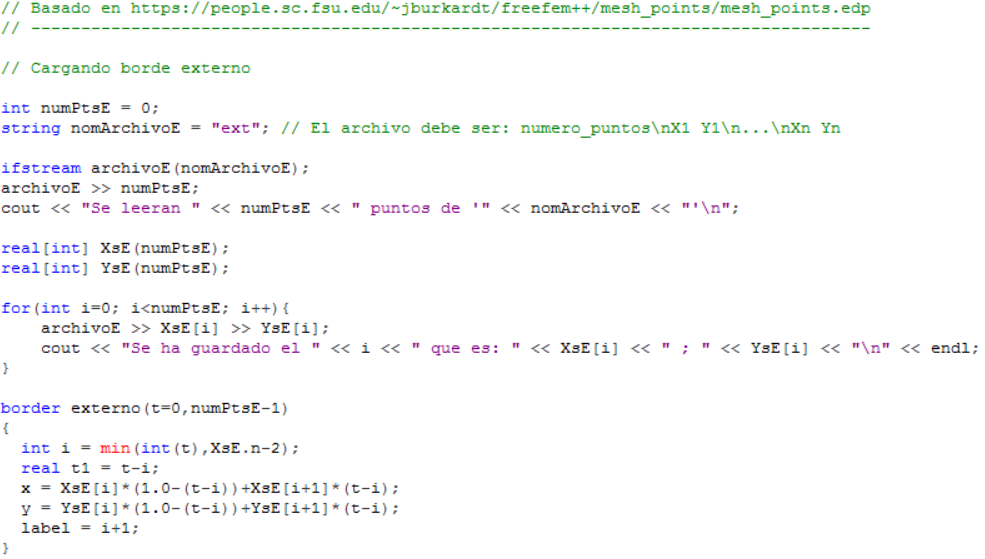 // Basado en https://people.sc.fsu.edu/~jburkardt/freefem++/mesh_points/mesh_points.edp
// ------------------------------------------------------------------------------------
// Cargando borde externo
int numPtsE = 0;
string nomArchivoE = "ext"; // El archivo debe ser: numero_puntos\nX1 Y1\n...\nXn Yn
ifstream archivoE(nomArchivoE);
archivoE >> numPtsE;
cout << "Se leeran " << numPtsE << " puntos de '" << nomArchivoE << "'\n";
real[int] XsE(numPtsE);
real[int] YsE(numPtsE);
for(int i=0; i<numPtsE; i++){
    archivoE >> XsE[i] >> YsE[i];
    cout << "Se ha guardado el " << i << " que es: " << XsE[i] << " ; " << YsE[i] << "\n" << endl;
}
border externo(t=0,numPtsE-1)
{
  int i = min(int(t),XsE.n-2);
  real t1 = t-i;
  x = XsE[i]*(1.0-(t-i))+XsE[i+1]*(t-i);
  y = YsE[i]*(1.0-(t-i))+YsE[i+1]*(t-i);
  label = i+1;
}